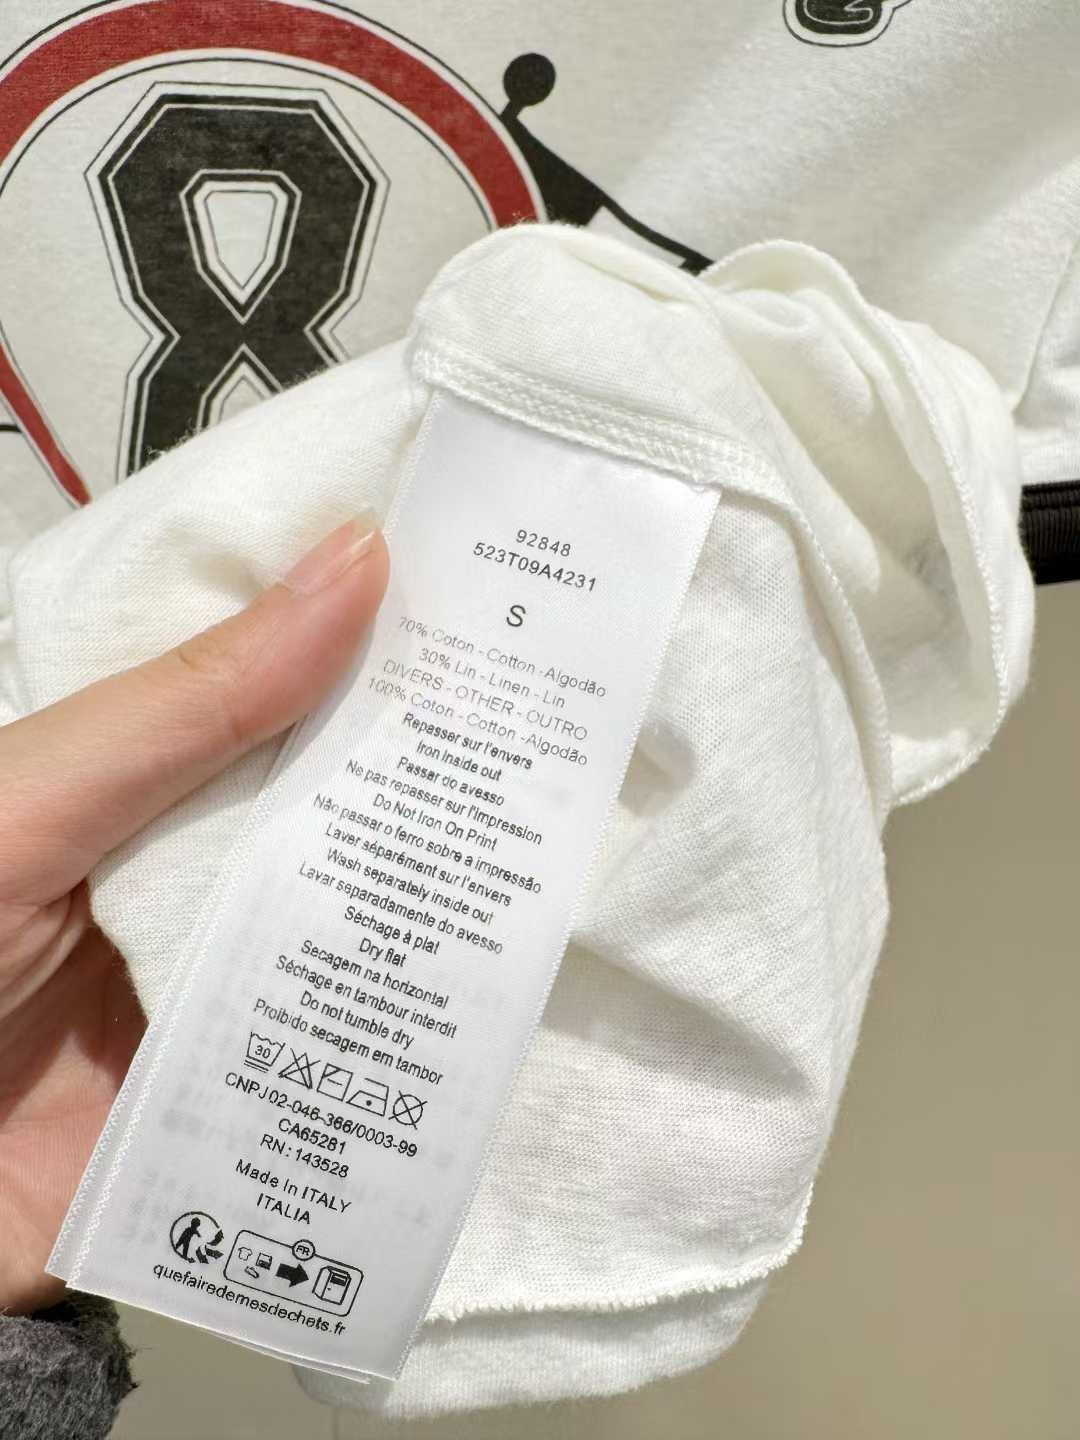 8
92848
523T09A4231
S
70% Coton - Cotton - Algodão
30% Lin - Linen - Lin
DIVERS - OTHER - OUTRO
100% Coton - Cotton - Algodão
Repasser sur l'envers
Iron inside out
Passar do avesso
Ne pas repasser sur l'impression
Do Not Iron On Print
Não passar o ferro sobre a impressão
Laver séparément sur l'envers
Wash separately inside out
Lavar separadamente do avesso
Séchage à plat
Dry flat
Secagem na horizontal
Séchage en tambour interdit
Do not tumble dry
Proibido secagem em tambor
30
CNPJ 02-046-366/0003-99
CA65281
RN: 143528
Made in ITALY
ITALIA
FR
quefairedemesdechets.fr